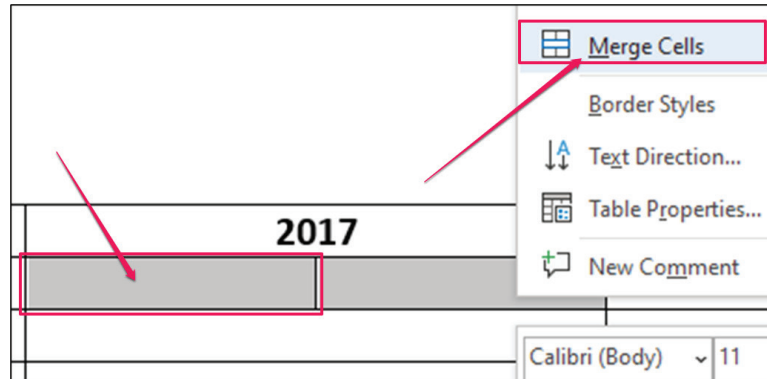 Merge Cells
Border Styles
Text Direction...
Table Properties...
New Comment
2017
Calibri (Body) 11